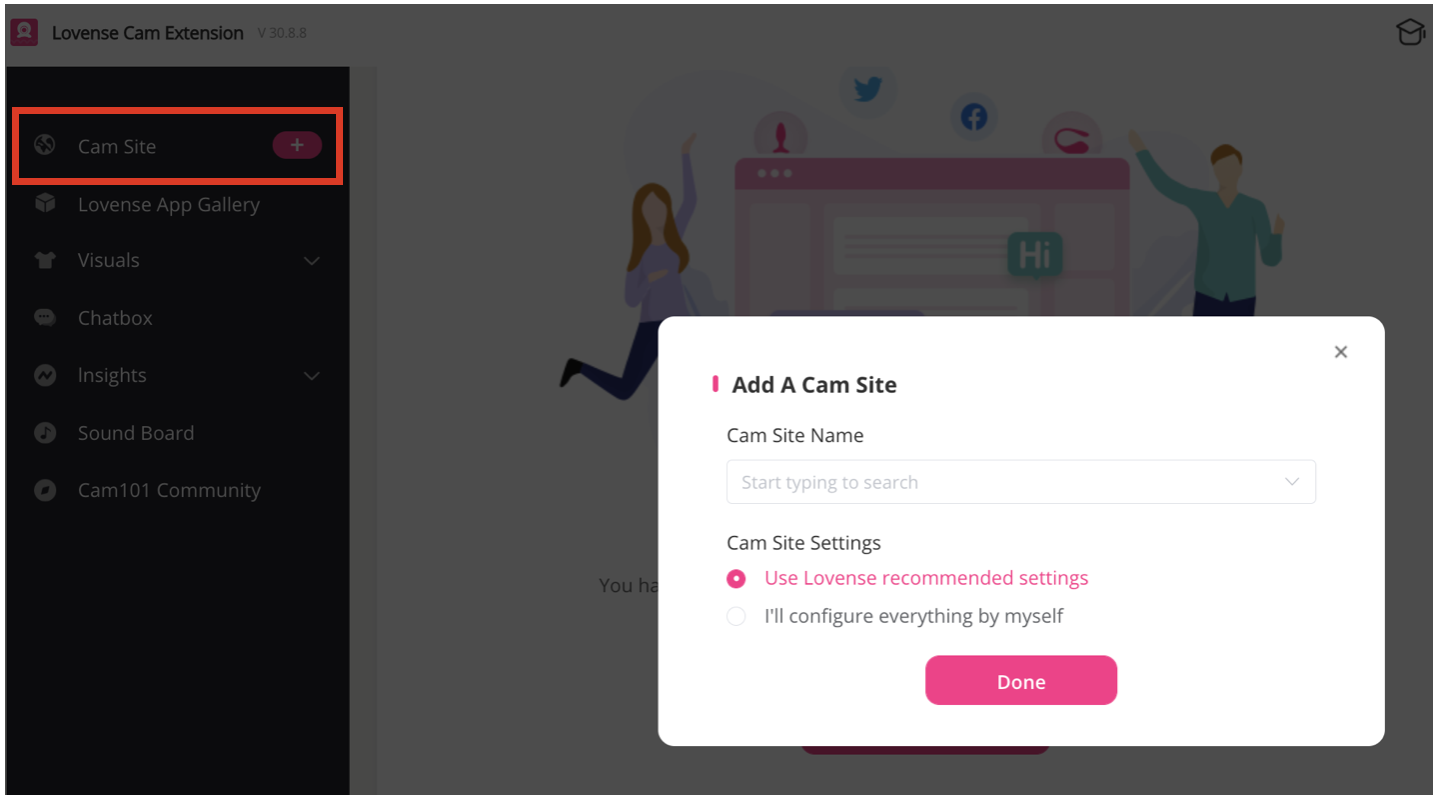 Lovense Cam Extension V 30.8.8
Cam Site +
Lovense App Gallery
Visuals
Chatbox
Insights
Sound Board
Cam101 Community
Hi
You ha
Add A Cam Site
Cam Site Name
Start typing to search
Cam Site Settings
Use Lovense recommended settings
I'll configure everything by myself
Done